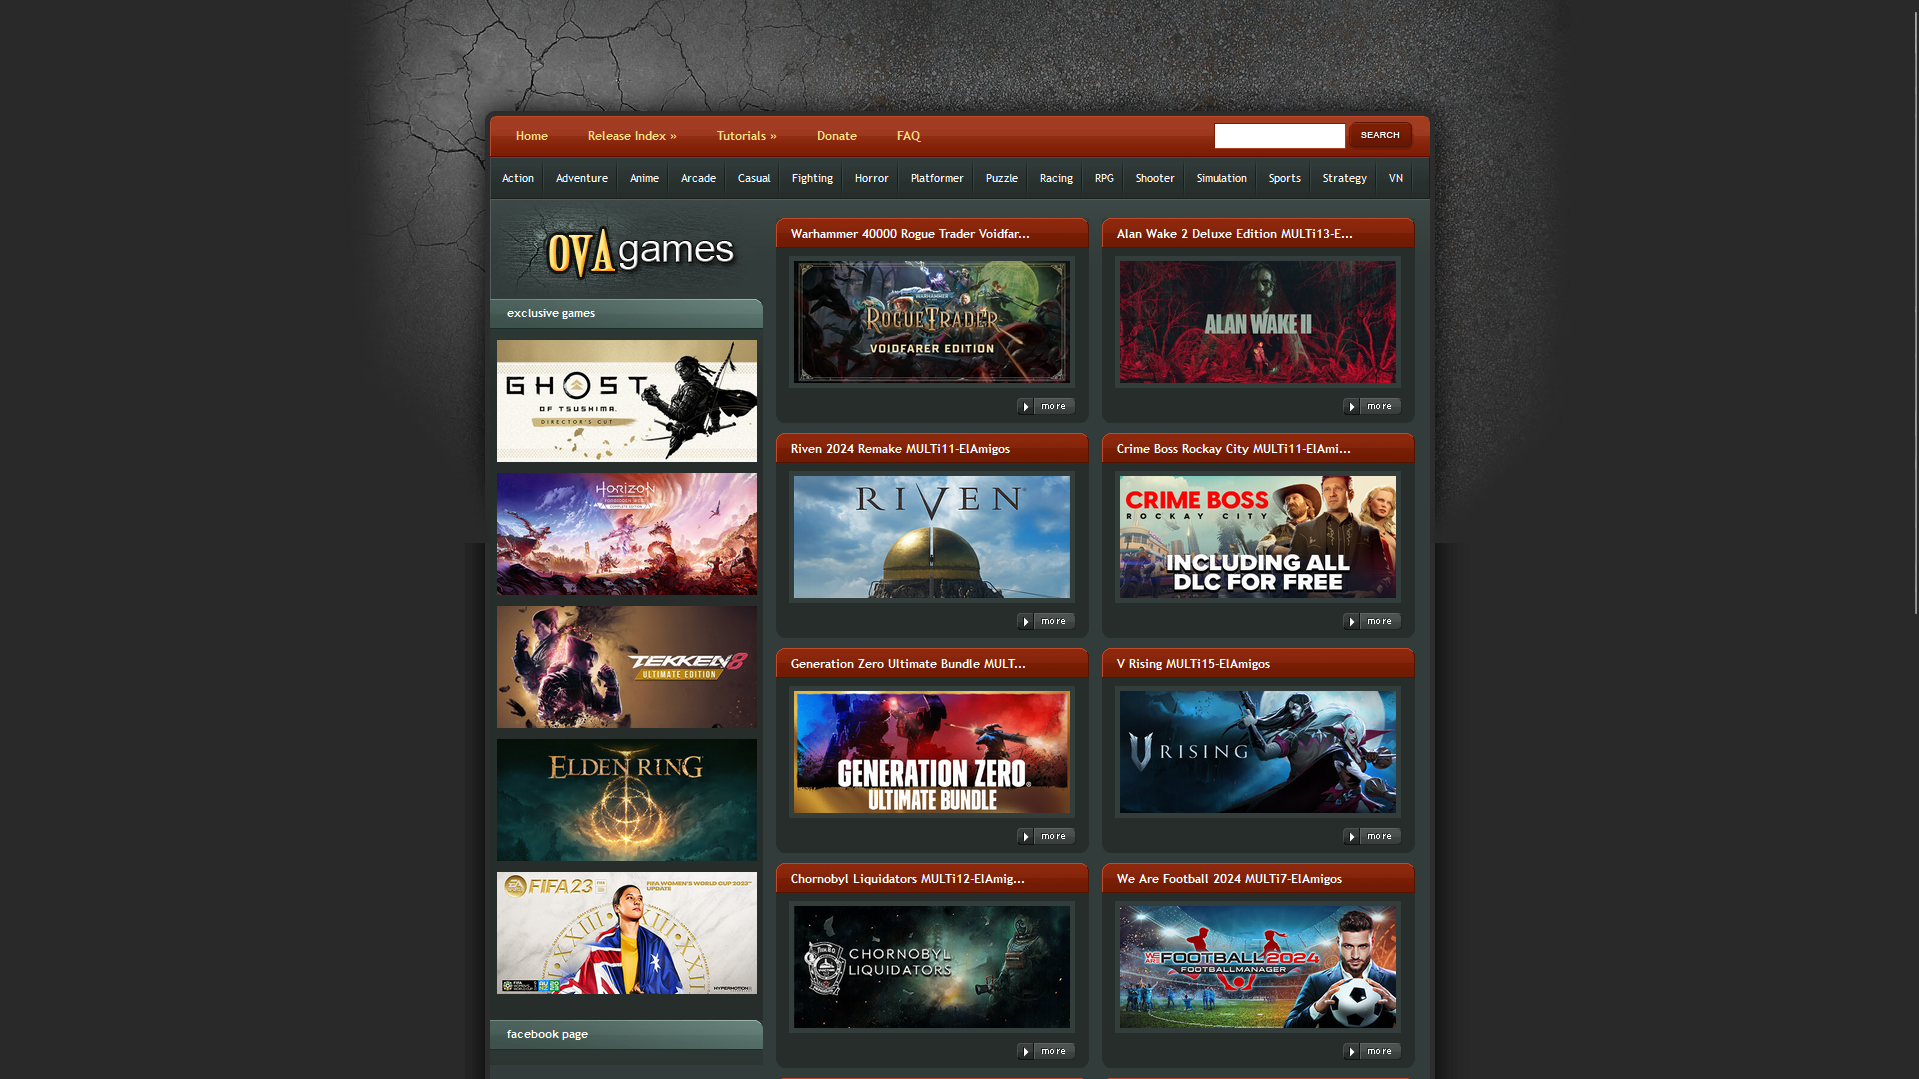 Home
Release Index »
Tutorials »
Donate
FAQ
SEARCH
Action
Adventure
Anime
Arcade
Casual
Fighting
Horror
Platformer
Puzzle
Racing
RPG
Shooter
Simulation
Sports
Strategy
VN
OVAgames
exclusive games
GHOST
OF TSUSHIMA
DIRECTOR'S CUT
HORIZON
FORBIDDEN WEST
COMPLETE EDITION
TEKKEN 8
ULTIMATE EDITION
ELDEN RING
FIFA 23
FIFA WOMEN'S WORLD CUP 2023™
UPDATE
HYPERMOTION2
facebook page
Warhammer 40000 Rogue Trader Voidfar...
WARHAMMER
ROGUE TRADER
VOIDFARER EDITION
more
Alan Wake 2 Deluxe Edition MULTi13-E...
ALAN WAKE II
more
Riven 2024 Remake MULTi11-ElAmigos
RIVEN
more
Crime Boss Rockay City MULTi11-ElAmi...
CRIME BOSS
ROCKAY CITY
INCLUDING ALL
DLC FOR FREE
more
Generation Zero Ultimate Bundle MULT...
GENERATION ZERO®
ULTIMATE BUNDLE
more
V Rising MULTi15-ElAmigos
V RISING
more
Chornobyl Liquidators MULTi12-ElAmig...
CHORNOBYL
LIQUIDATORS
more
We Are Football 2024 MULTi7-ElAmigos
WE ARE FOOTBALL 2024
FOOTBALLMANAGER
more